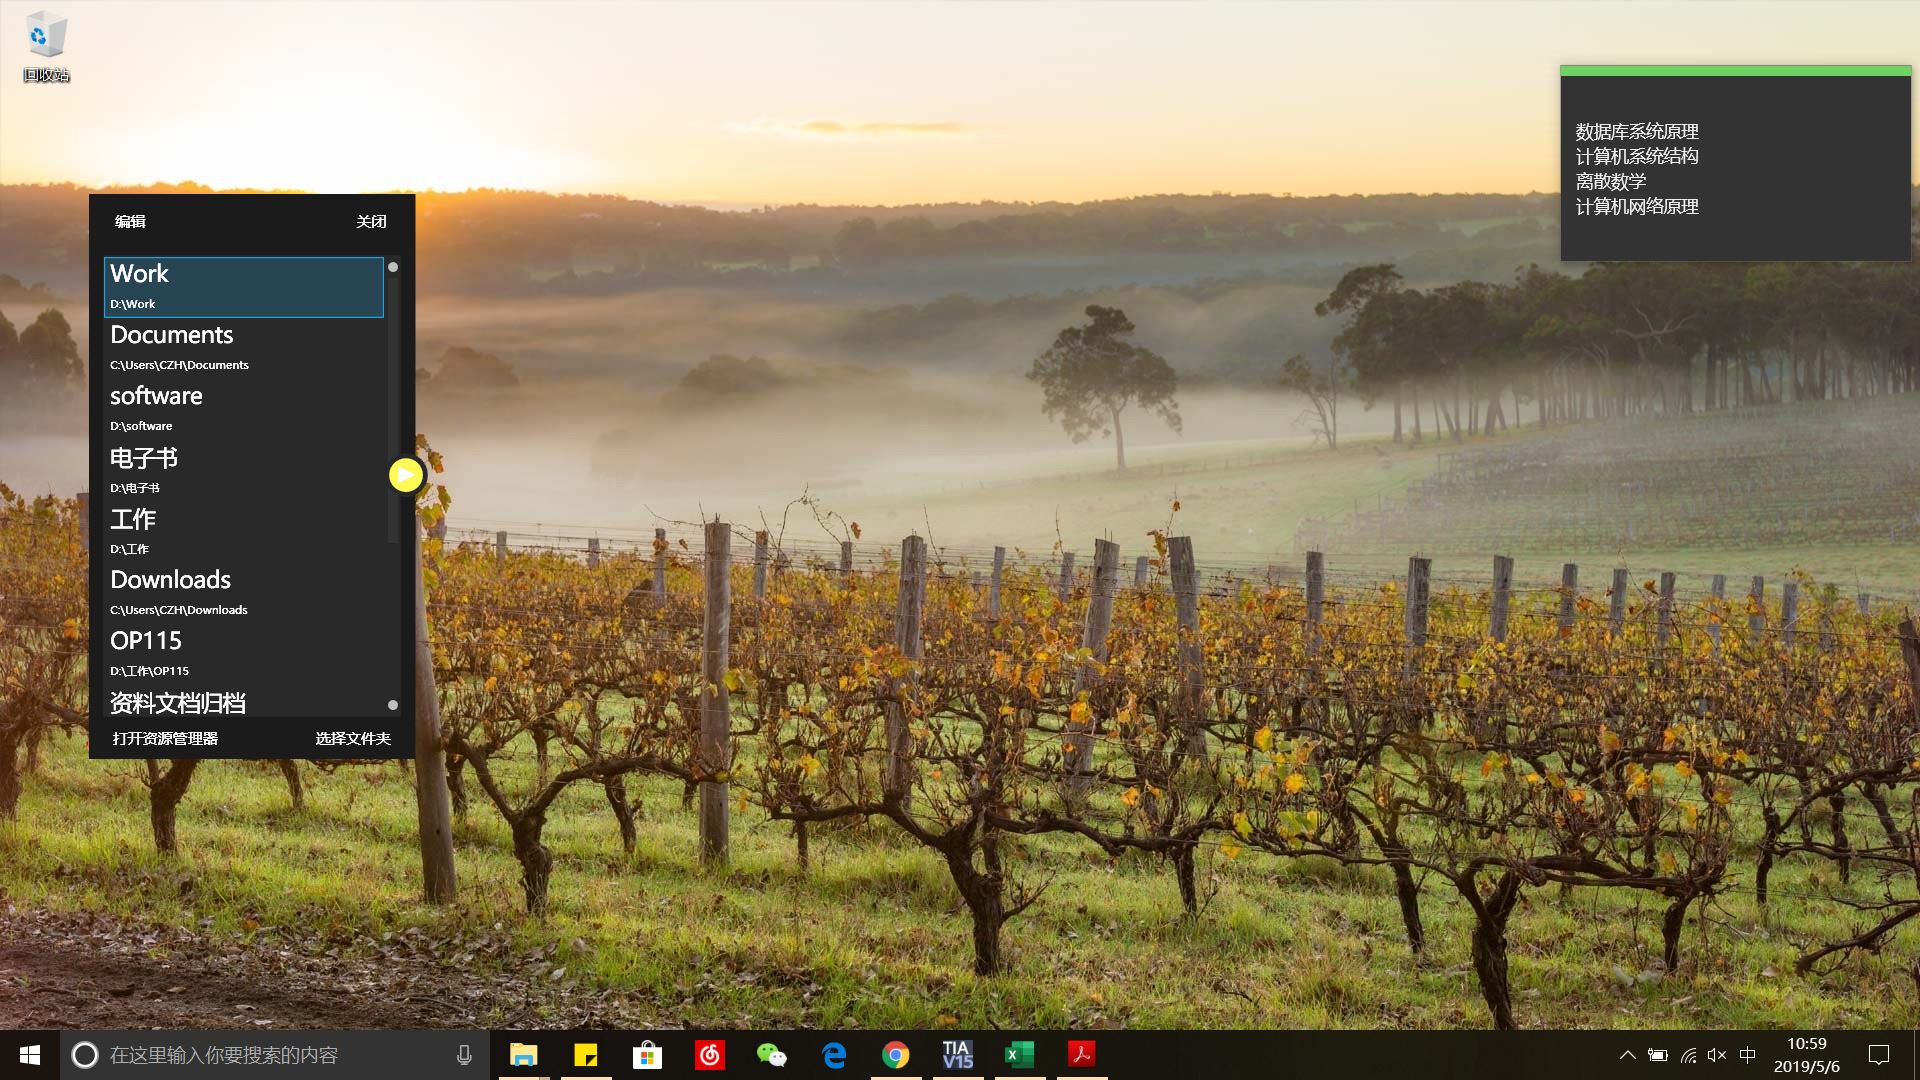 回收站
数据库系统原理
计算机系统结构
离散数学
计算机网络原理
编辑 关闭
Work
D:\Work
Documents
C:\Users\CZH\Documents
software
D:\software
电子书
D:\电子书
工作
D:\工作
Downloads
C:\Users\CZH\Downloads
OP115
D:\工作\OP115
资料文档归档
打开资源管理器 选择文件夹
在这里输入你要搜索的内容
TIA
V15
中
10:59
2019/5/6